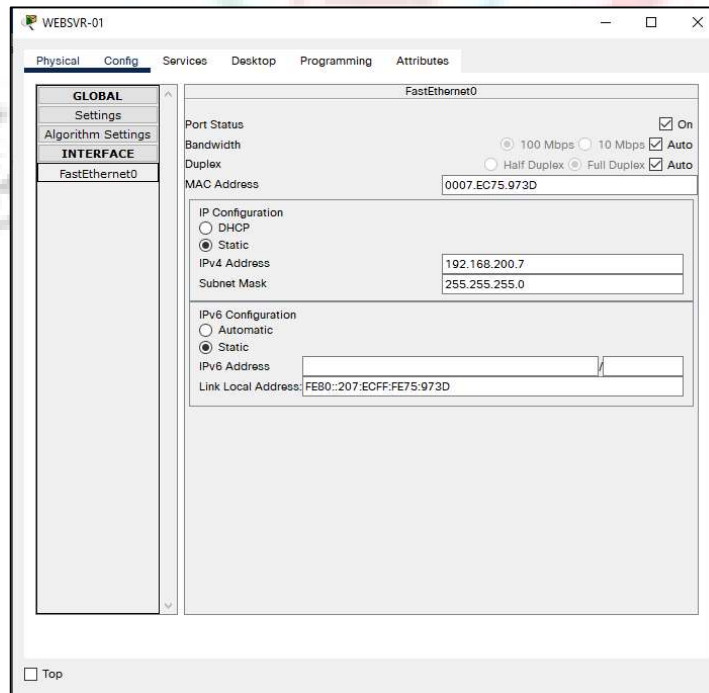 WEBSVR-01
Physical Config Services Desktop Programming Attributes
GLOBAL
Settings
Algorithm Settings
INTERFACE
FastEthernet0
FastEthernet0
Port Status On
Bandwidth 100 Mbps 10 Mbps Auto
Duplex Half Duplex Full Duplex Auto
MAC Address 0007.EC75.973D
IP Configuration
DHCP
Static
IPv4 Address 192.168.200.7
Subnet Mask 255.255.255.0
IPv6 Configuration
Automatic
Static
IPv6 Address /
Link Local Address: FE80::207:ECFF:FE75:973D
Top